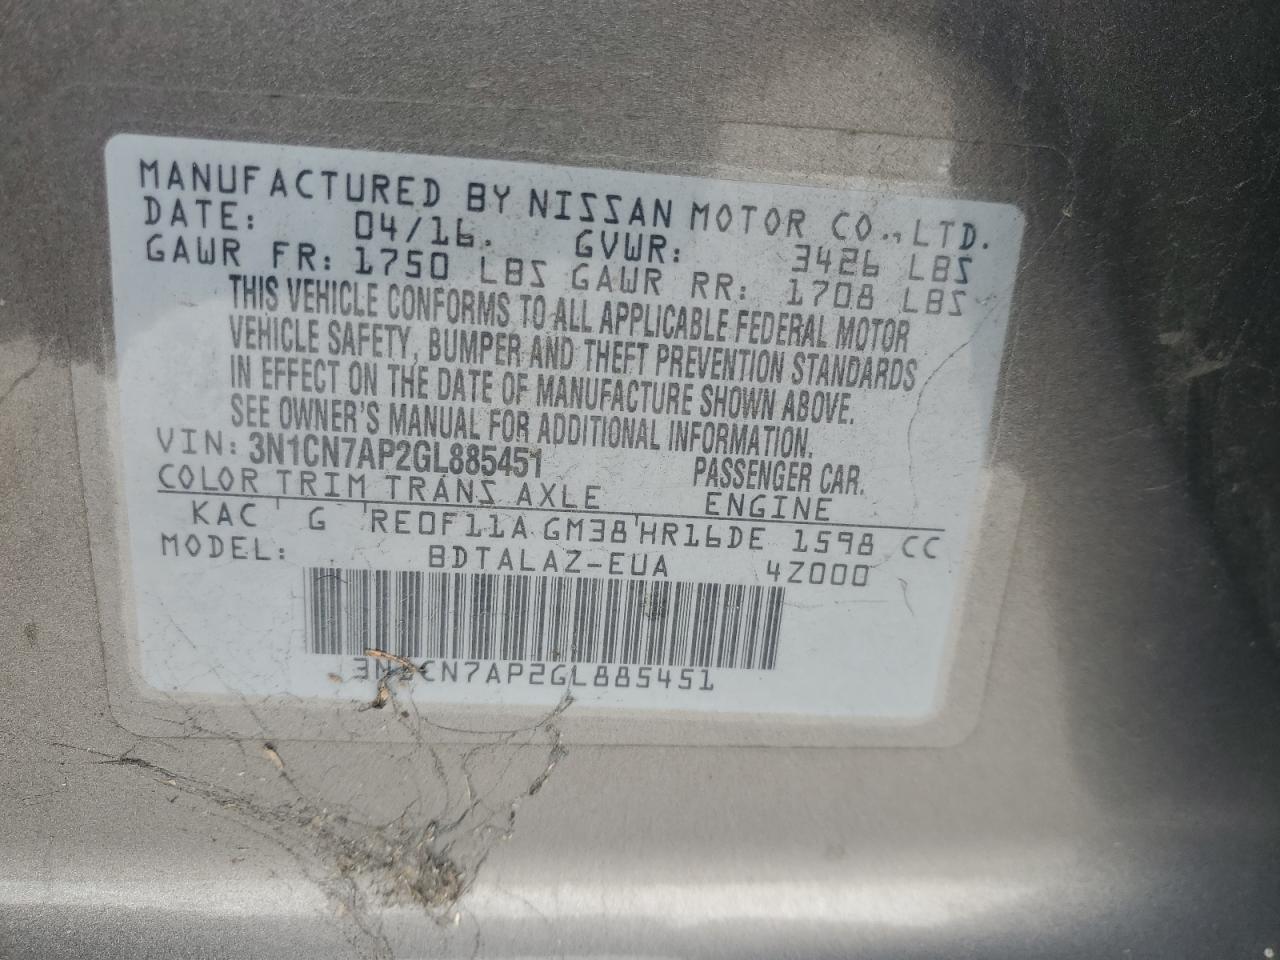 MANUFACTURED BY NISSAN MOTOR CO., LTD.
DATE: 04/16. GVWR: 3426 LBS
GAWR FR: 1750 LBS GAWR RR: 1708 LBS
THIS VEHICLE CONFORMS TO ALL APPLICABLE FEDERAL MOTOR
VEHICLE SAFETY, BUMPER AND THEFT PREVENTION STANDARDS
IN EFFECT ON THE DATE OF MANUFACTURE SHOWN ABOVE.
SEE OWNER'S MANUAL FOR ADDITIONAL INFORMATION.
VIN: 3N1CN7AP2GL885451 PASSENGER CAR.
COLOR TRIM TRANS AXLE ENGINE
KAC G RE0F11A GM38 HR16DE 1598 CC
MODEL: BDTALAZ-EUA 4Z000
3N1CN7AP2GL885451